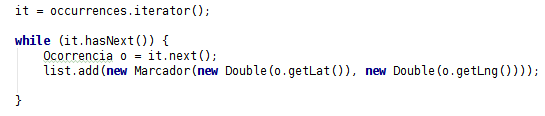 it = occurrences.iterator();
while (it.hasNext()) {
Ocorrencia o = it.next();
list.add(new Marcador(new Double(o.getLat()), new Double(o.getLng())));
}